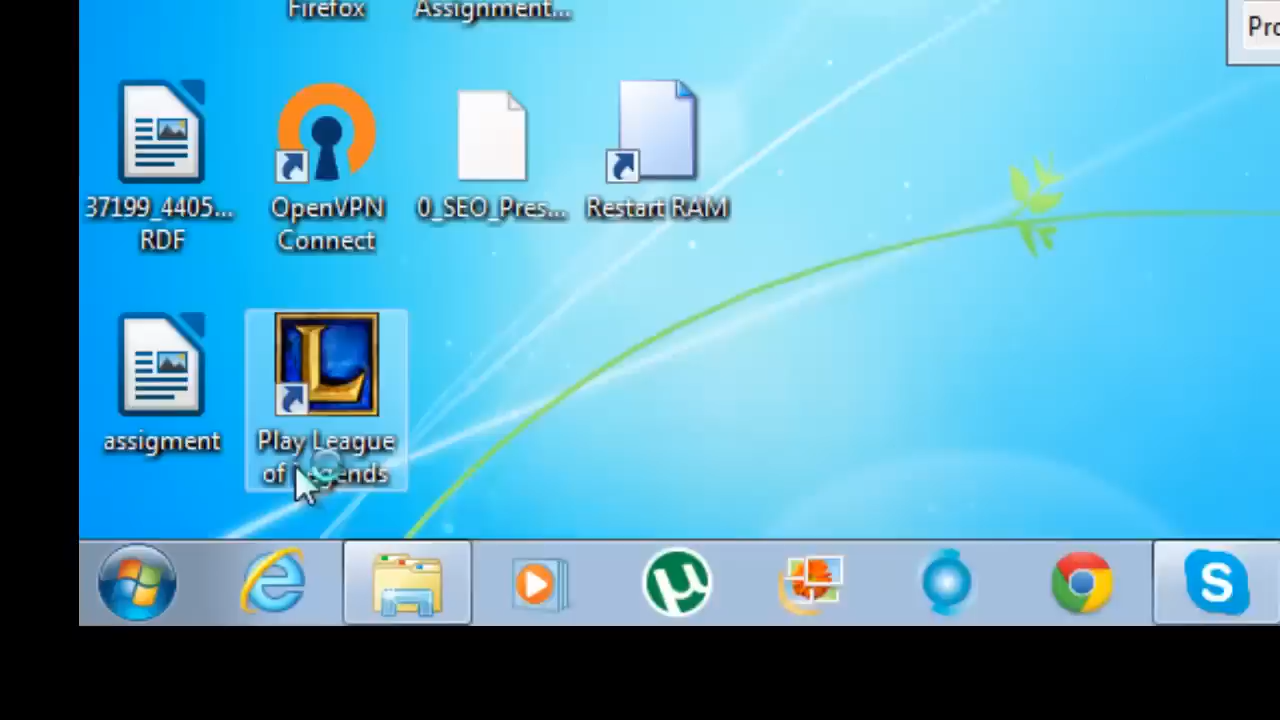 Firefox
Assignment...
Pro
37199_4405...
RDF
OpenVPN
Connect
0_SEO_Pres...
Restart RAM
assigment
Play League
of Legends